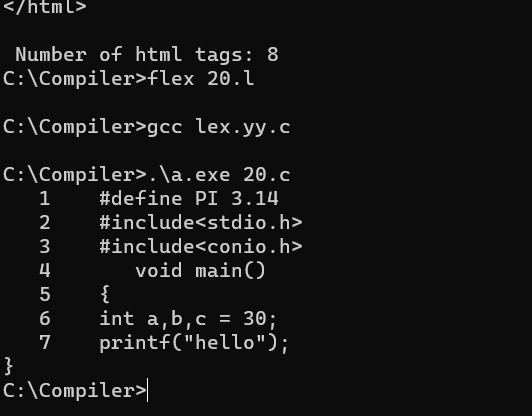 </html>
 Number of html tags: 8
C:\Compiler>flex 20.l
C:\Compiler>gcc lex.yy.c
C:\Compiler>.\a.exe 20.c
   1    #define PI 3.14
   2    #include<stdio.h>
   3    #include<conio.h>
   4       void main()
   5    {
   6    int a,b,c = 30;
   7    printf("hello");
}
C:\Compiler>